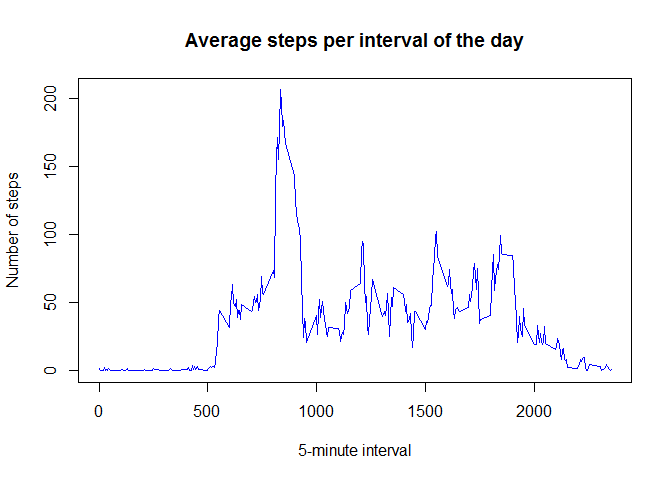 Average steps per interval of the day
Number of steps
200
150
100
50
0
0 500 1000 1500 2000
5-minute interval